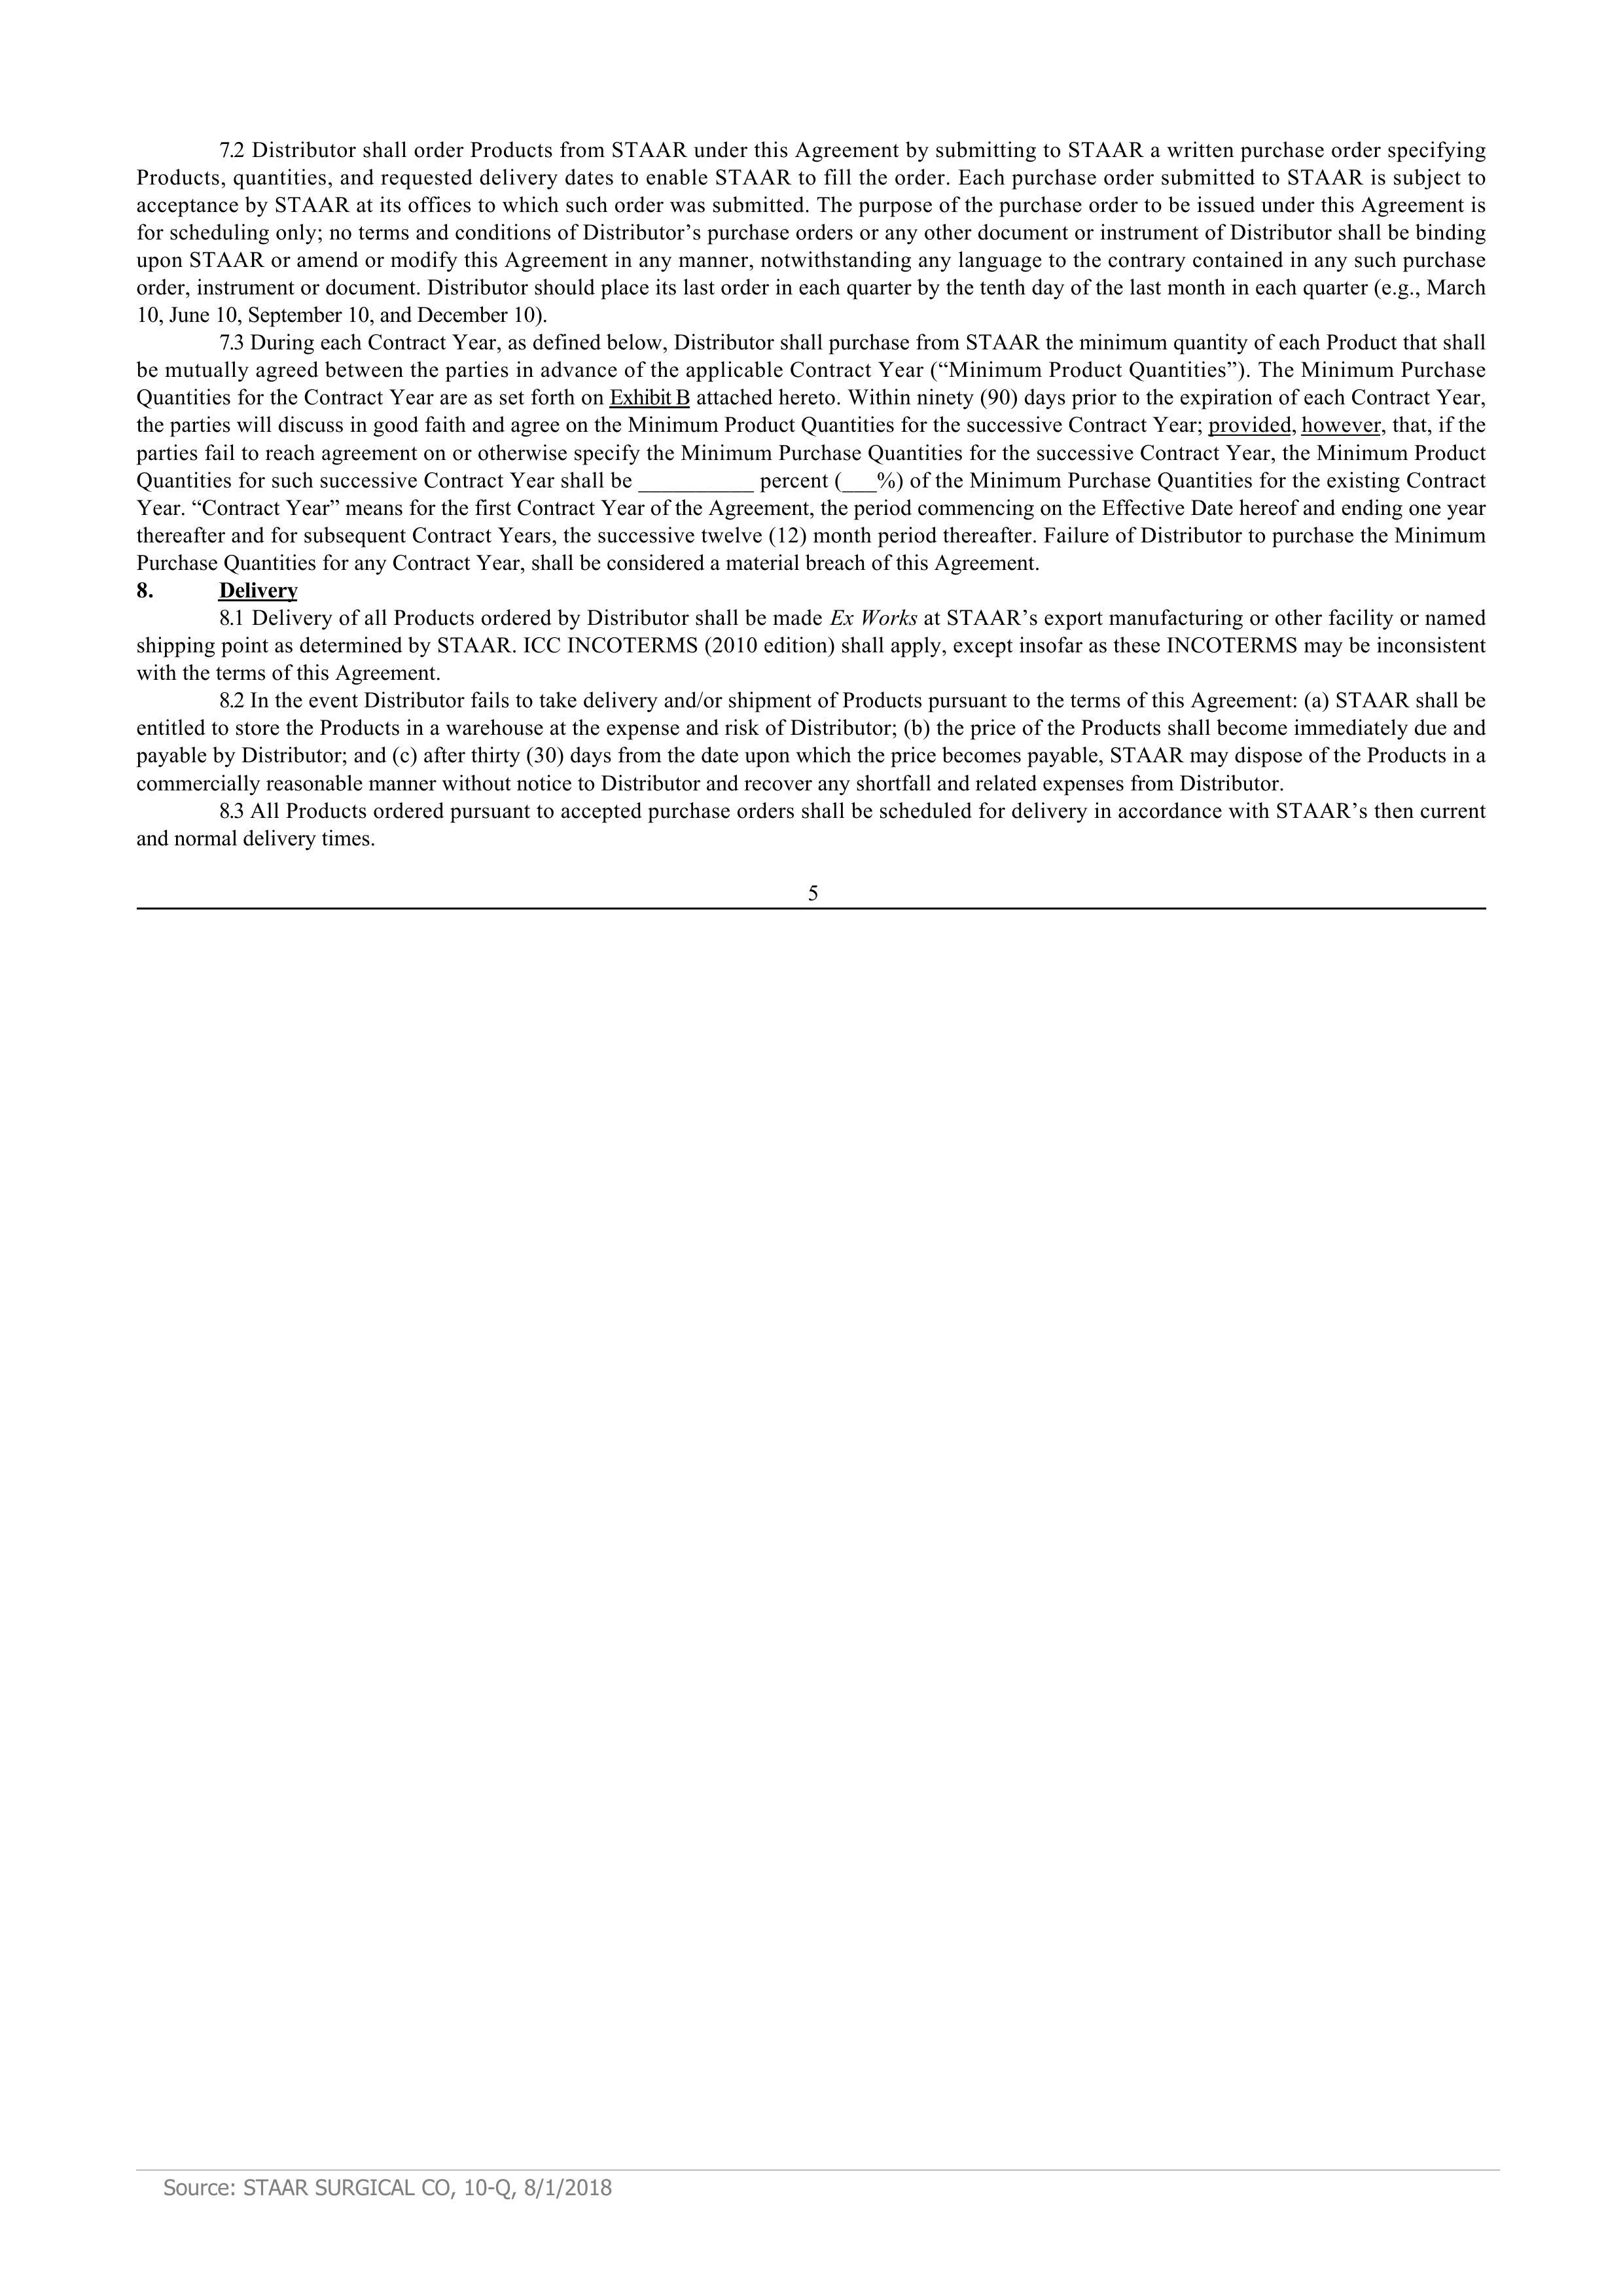 7.2 Distributor shall order Products from STAAR under this Agreement by submitting to STAAR a written purchase order specifying
Products, quantities, and requested delivery dates to enable STAAR to fill the order. Each purchase order submitted to STAAR is subject to
acceptance by STAAR at its offices to which such order was submitted. The purpose of the purchase order to be issued under this Agreement is
for scheduling only; no terms and conditions of Distributor’s purchase orders or any other document or instrument of Distributor shall be binding
upon STAAR or amend or modify this Agreement in any manner, notwithstanding any language to the contrary contained in any such purchase
order, instrument or document. Distributor should place its last order in each quarter by the tenth day of the last month in each quarter (e.g., March
10, June 10, September 10, and December 10).
7.3 During each Contract Year, as defined below, Distributor shall purchase from STAAR the minimum quantity of each Product that shall
be mutually agreed between the parties in advance of the applicable Contract Year (“Minimum Product Quantities”). The Minimum Purchase
Quantities for the Contract Year are as set forth on Exhibit B attached hereto. Within ninety (90) days prior to the expiration of each Contract Year,
the parties will discuss in good faith and agree on the Minimum Product Quantities for the successive Contract Year; provided, however, that, if the
parties fail to reach agreement on or otherwise specify the Minimum Purchase Quantities for the successive Contract Year, the Minimum Product
Quantities for such successive Contract Year shall be __________ percent (___%) of the Minimum Purchase Quantities for the existing Contract
Year. “Contract Year” means for the first Contract Year of the Agreement, the period commencing on the Effective Date hereof and ending one year
thereafter and for subsequent Contract Years, the successive twelve (12) month period thereafter. Failure of Distributor to purchase the Minimum
Purchase Quantities for any Contract Year, shall be considered a material breach of this Agreement.
8. Delivery
8.1 Delivery of all Products ordered by Distributor shall be made Ex Works at STAAR’s export manufacturing or other facility or named
shipping point as determined by STAAR. ICC INCOTERMS (2010 edition) shall apply, except insofar as these INCOTERMS may be inconsistent
with the terms of this Agreement.
8.2 In the event Distributor fails to take delivery and/or shipment of Products pursuant to the terms of this Agreement: (a) STAAR shall be
entitled to store the Products in a warehouse at the expense and risk of Distributor; (b) the price of the Products shall become immediately due and
payable by Distributor; and (c) after thirty (30) days from the date upon which the price becomes payable, STAAR may dispose of the Products in a
commercially reasonable manner without notice to Distributor and recover any shortfall and related expenses from Distributor.
8.3 All Products ordered pursuant to accepted purchase orders shall be scheduled for delivery in accordance with STAAR’s then current
and normal delivery times.
5
Source: STAAR SURGICAL CO, 10-Q, 8/1/2018